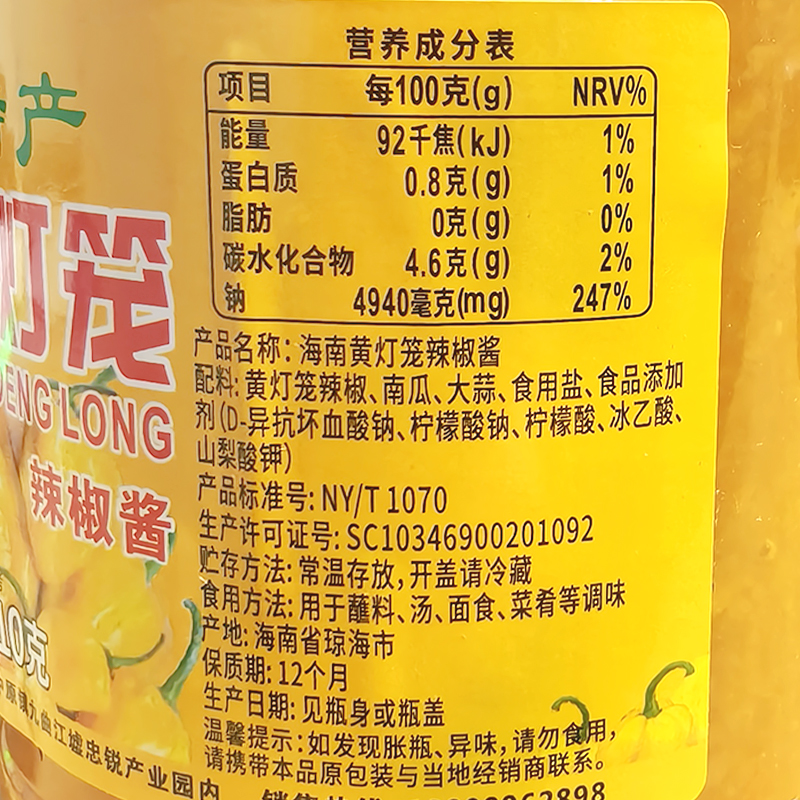 产
灯笼
DENG LONG
辣椒酱
10克
原镇九曲江墟忠锐产业园内
营养成分表
项目 每100克(g) NRV%
能量 92千焦(kJ) 1%
蛋白质 0.8克(g) 1%
脂肪 0克(g) 0%
碳水化合物 4.6克(g) 2%
钠 4940毫克(mg) 247%
产品名称:海南黄灯笼辣椒酱
配料:黄灯笼辣椒、南瓜、大蒜、食用盐、食品添加
剂(D-异抗坏血酸钠、柠檬酸钠、柠檬酸、冰乙酸、
山梨酸钾)
产品标准号:NY/T 1070
生产许可证号:SC10346900201092
贮存方法:常温存放,开盖请冷藏
食用方法:用于蘸料、汤、面食、菜肴等调味
产地:海南省琼海市
保质期:12个月
生产日期:见瓶身或瓶盖
温馨提示:如发现胀瓶、异味,请勿食用,
请携带本品原包装与当地经销商联系。